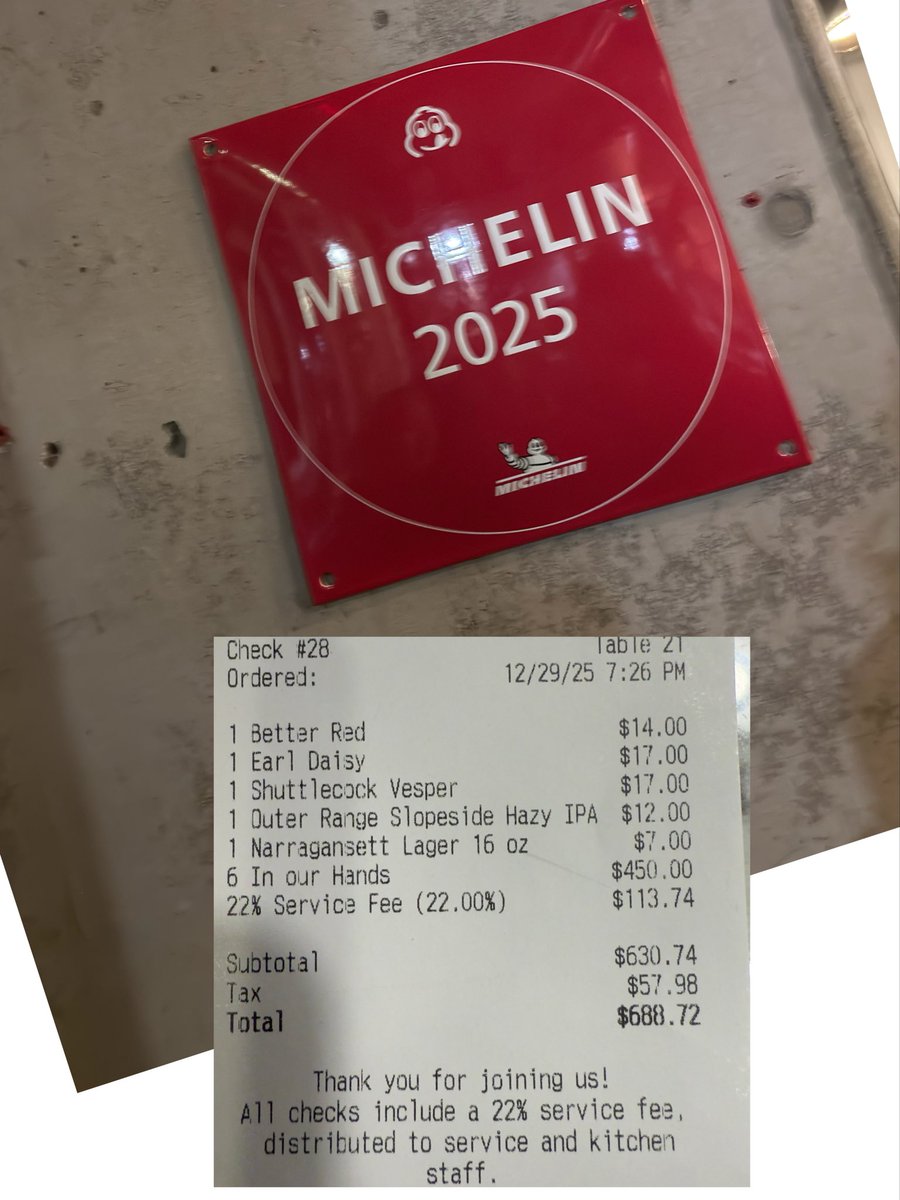 MICHELIN
2025
MICHELIN
Check #28 Table 21
Ordered: 12/29/25 7:26 PM
1 Better Red $14.00
1 Earl Daisy $17.00
1 Shuttlecock Vesper $17.00
1 Outer Range Slopeside Hazy IPA $12.00
1 Narragansett Lager 16 oz $7.00
6 In our Hands $450.00
22% Service Fee (22.00%) $113.74
Subtotal $630.74
Tax $57.98
Total $688.72
Thank you for joining us!
All checks include a 22% service fee,
distributed to service and kitchen
staff.